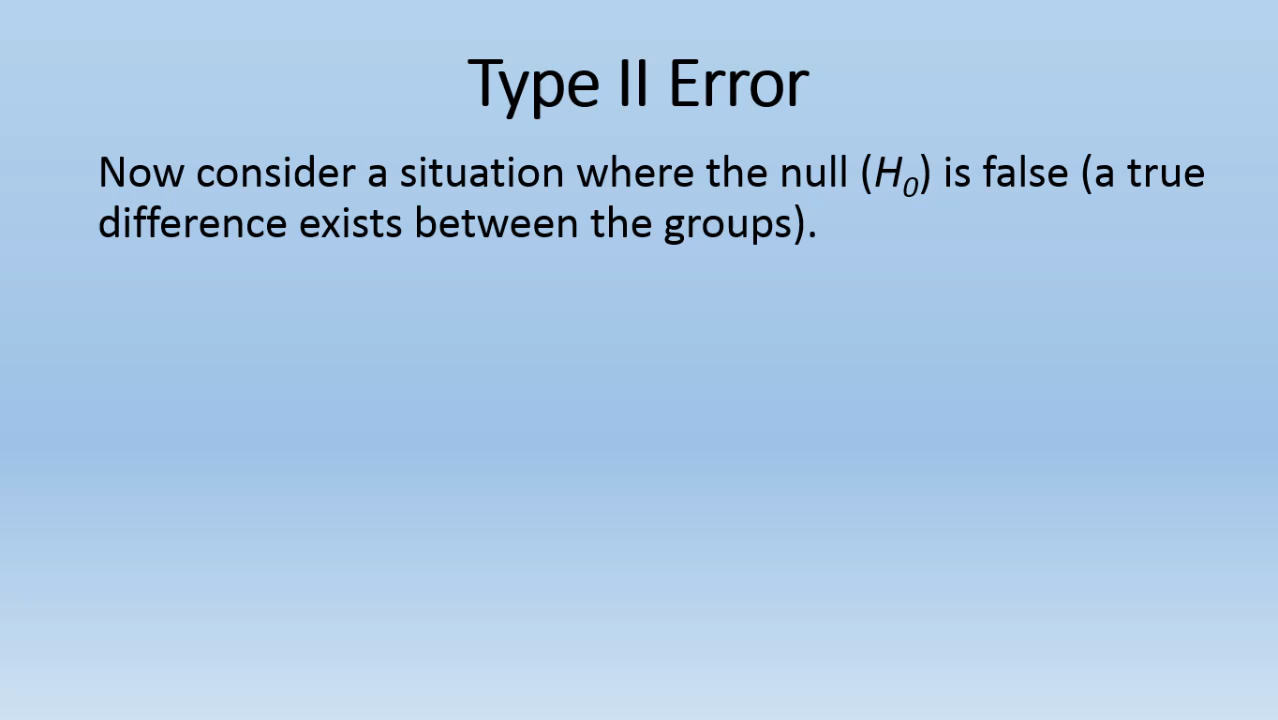 Type II Error
Now consider a situation where the null (H₀) is false (a true
difference exists between the groups).